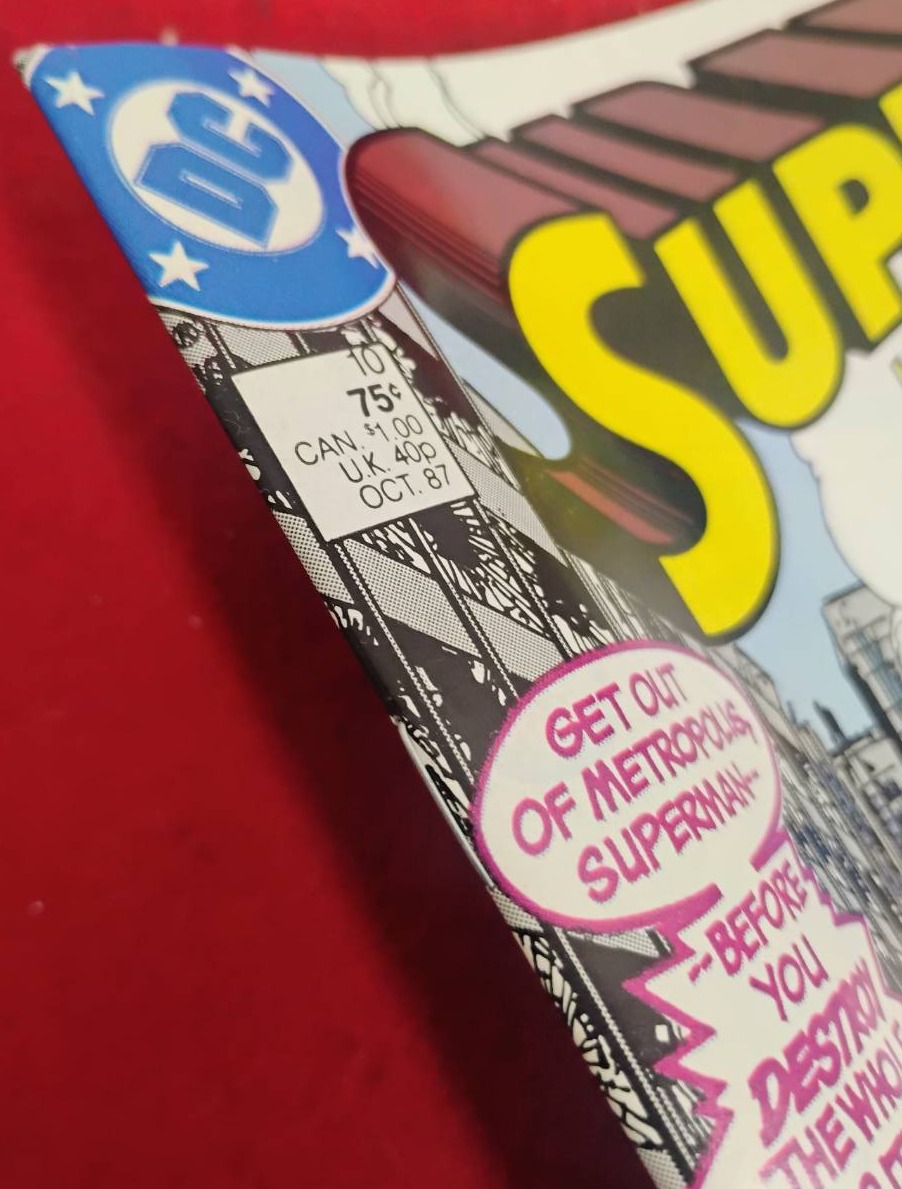 DC
SUPE
10
75¢
CAN. $1.00
U.K. 40p
OCT. 87
GET OUT
OF METROPOLIS,
SUPERMAN--
--BEFORE
YOU
DESTROY
THE WHOLE